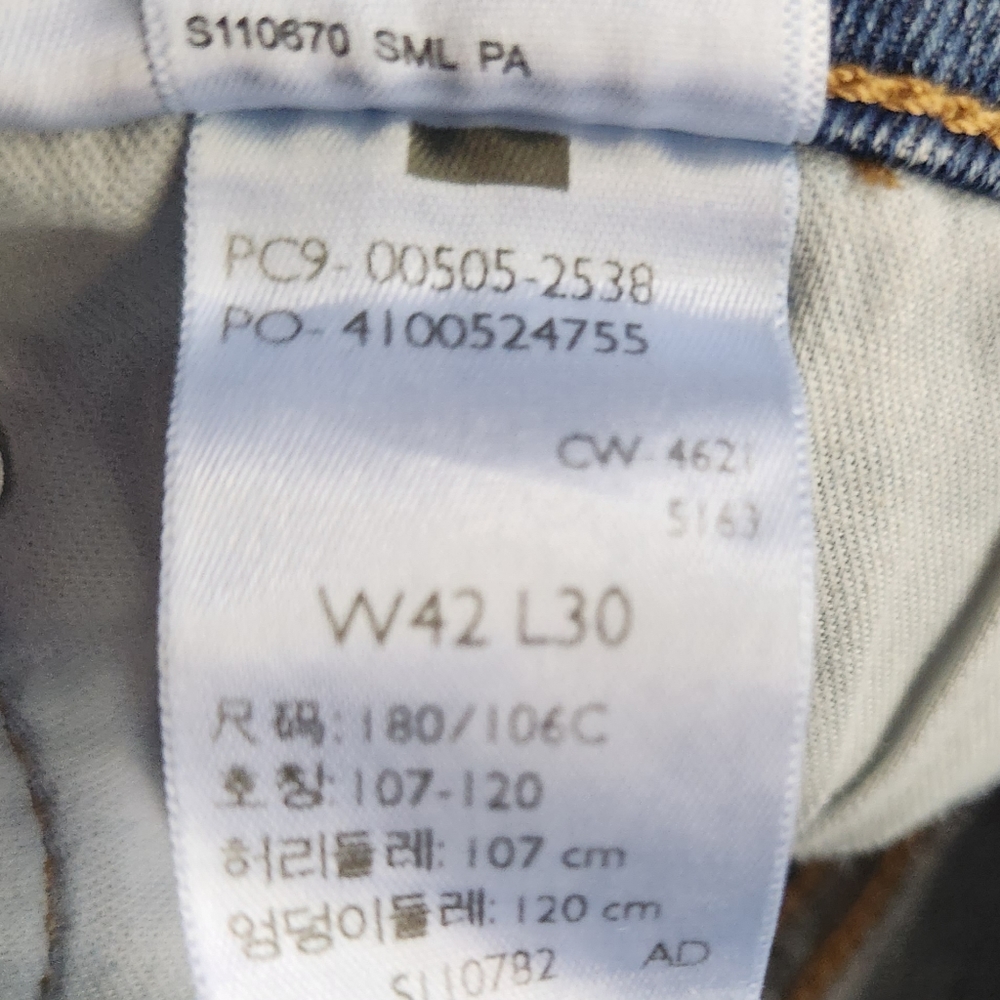 S110670 SML PA
PC9- 00505-2538
PO- 4100524755
CW- 4621
5163
W42 L30
尺码: 180/106C
호칭: 107-120
허리둘레: 107 cm
엉덩이둘레: 120 cm
S110782 AD